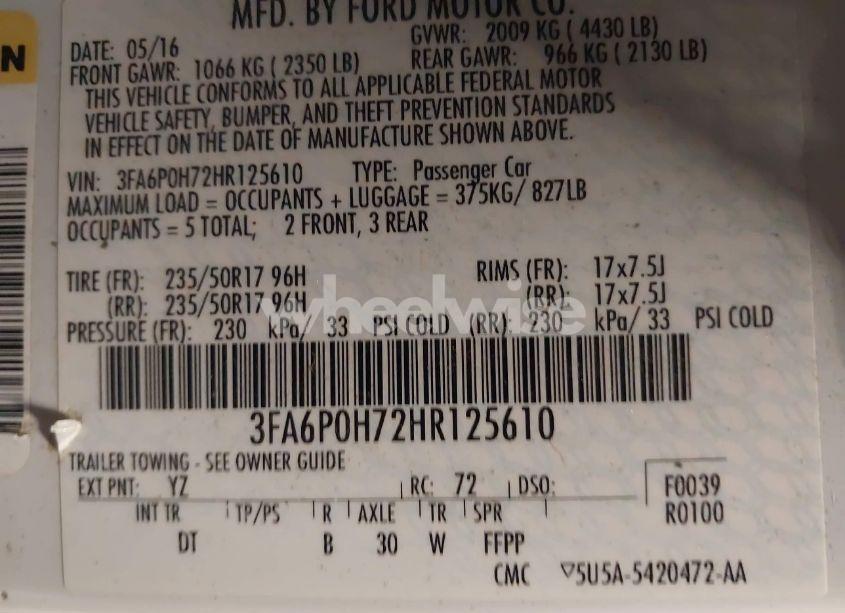 MFD. BY FORD MOTOR CO.
DATE: 05/16 GVWR: 2009 KG ( 4430 LB)
FRONT GAWR: 1066 KG ( 2350 LB) REAR GAWR: 966 KG ( 2130 LB)
THIS VEHICLE CONFORMS TO ALL APPLICABLE FEDERAL MOTOR
VEHICLE SAFETY, BUMPER, AND THEFT PREVENTION STANDARDS
IN EFFECT ON THE DATE OF MANUFACTURE SHOWN ABOVE.
VIN: 3FA6P0H72HR125610 TYPE: Passenger Car
MAXIMUM LOAD = OCCUPANTS + LUGGAGE = 375KG/ 827LB
OCCUPANTS = 5 TOTAL; 2 FRONT, 3 REAR
TIRE (FR): 235/50R17 96H RIMS (FR): 17x7.5J
(RR): 235/50R17 96H (RR): 17x7.5J
wheelwise
PRESSURE (FR): 230 kPa/ 33 PSI COLD (RR): 230 kPa/ 33 PSI COLD
3FA6P0H72HR125610
TRAILER TOWING - SEE OWNER GUIDE
EXT PNT: YZ RC: 72 DSO: F0039
INT TR TP/PS R AXLE TR SPR R0100
DT B 30 W FFPP
CMC 5U5A-5420472-AA